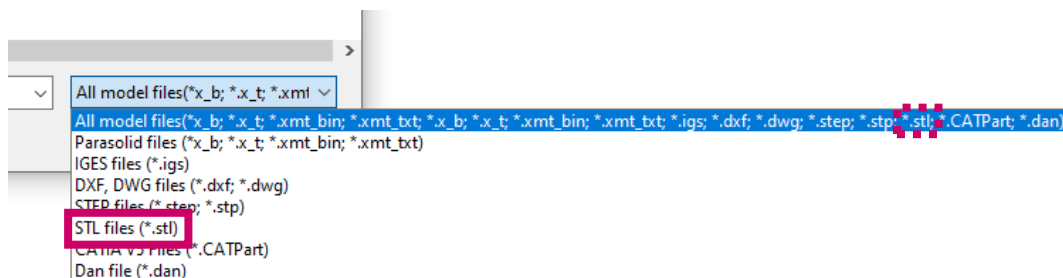 All model files(*x_b; *.x_t; *.xmt
All model files(*x_b; *.x_t; *.xmt_bin; *.xmt_txt; *.x_b; *.x_t; *.xmt_bin; *.xmt_txt; *.igs; *.dxf; *.dwg; *.step; *.stp; *.stl; *.CATPart; *.dan)
Parasolid files (*x_b; *.x_t; *.xmt_bin; *.xmt_txt)
IGES files (*.igs)
DXF, DWG files (*.dxf; *.dwg)
STEP files (*.step; *.stp)
STL files (*.stl)
CATIA V5 Files (*.CATPart)
Dan file (*.dan)